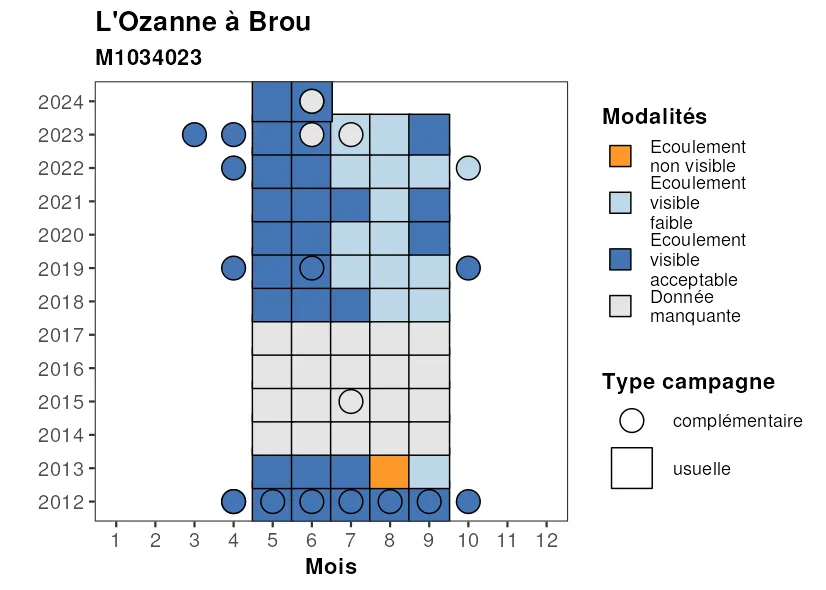 L'Ozanne à Brou
M1034023
2024
2023
2022
2021
2020
2019
2018
2017
2016
2015
2014
2013
2012
1 2 3 4 5 6 7 8 9 10 11 12
Mois
Modalités
Ecoulement
non visible
Ecoulement
visible
faible
Ecoulement
visible
acceptable
Donnée
manquante
Type campagne
complémentaire
usuelle